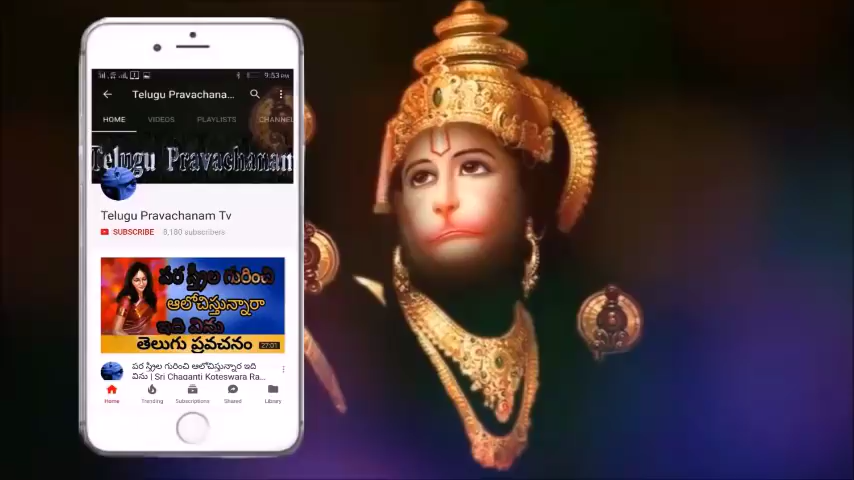 9:53 PM
Telugu Pravachana...
HOME VIDEOS PLAYLISTS CHANNEL
Telugu Pravachanam
Telugu Pravachanam Tv
SUBSCRIBE 8,180 subscribers
పర స్త్రీల గురించి
ఆలోచిస్తున్నారా
ఇది విను
తెలుగు ప్రవచనం 27:01
పర స్త్రీల గురించి ఆలోచిస్తున్నార ఇది
విను | Sri Chaganti Koteswara Ra...
Home Trending Subscriptions Shared Library